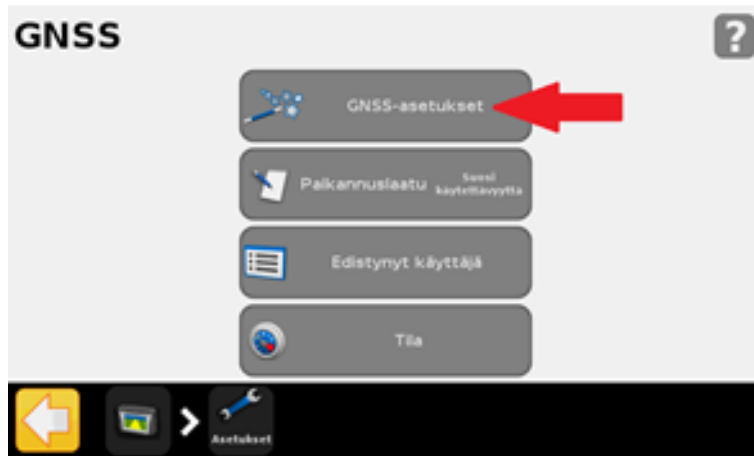 GNSS
?
GNSS-asetukset
Paikannuslaatu
Suosi
käytettävyyttä
Edistynyt käyttäjä
Tila
Asetukset